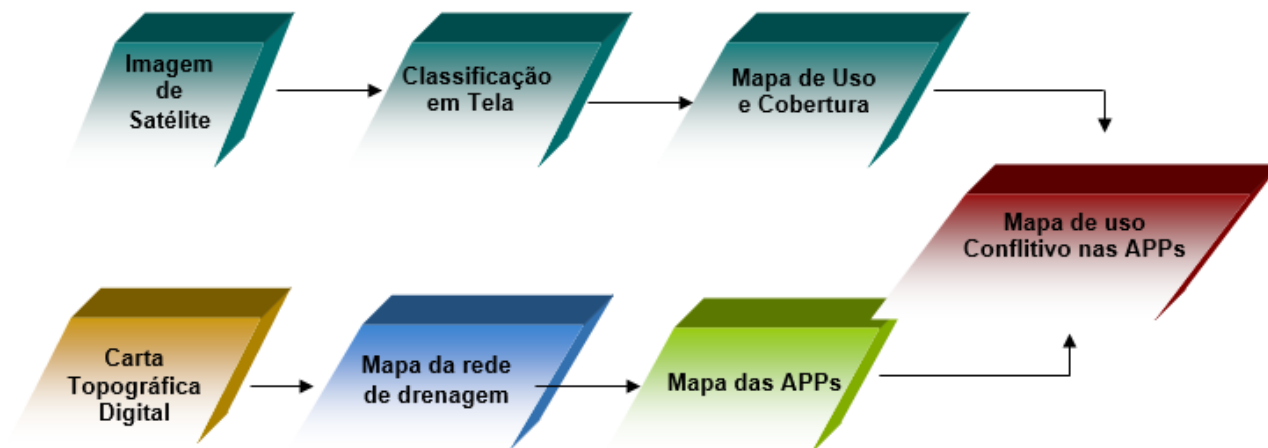 Imagem
de
Satélite
Classificação
em Tela
Mapa de Uso
e Cobertura
Mapa de uso
Conflitivo nas APPs
Carta
Topográfica
Digital
Mapa da rede
de drenagem
Mapa das APPs